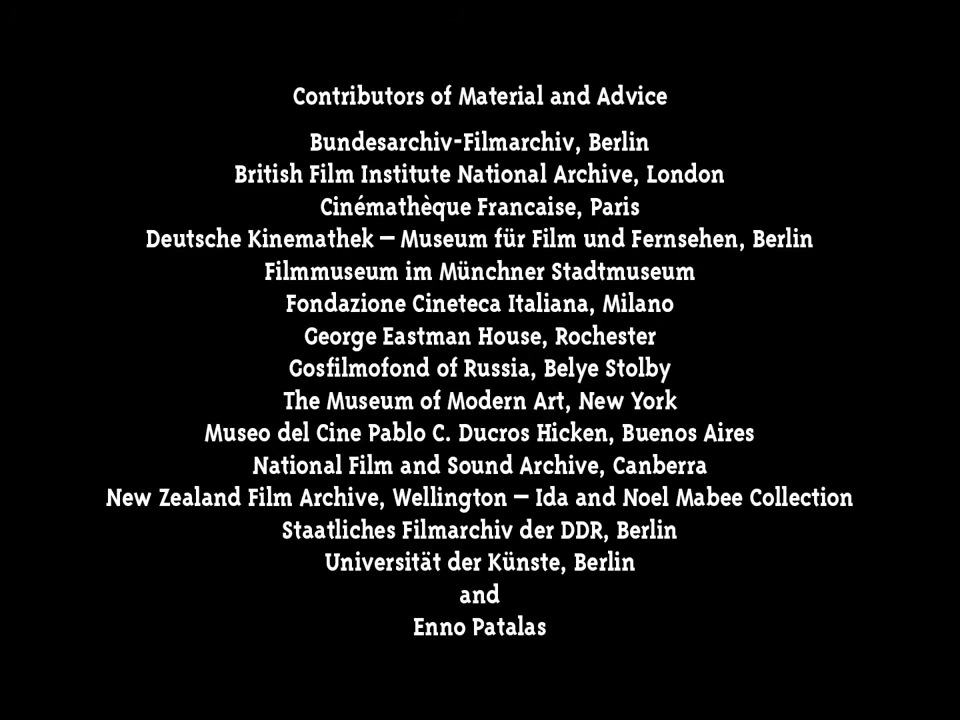 Contributors of Material and Advice
Bundesarchiv-Filmarchiv, Berlin
British Film Institute National Archive, London
Cinémathèque Francaise, Paris
Deutsche Kinemathek – Museum für Film und Fernsehen, Berlin
Filmmuseum im Münchner Stadtmuseum
Fondazione Cineteca Italiana, Milano
George Eastman House, Rochester
Gosfilmofond of Russia, Belye Stolby
The Museum of Modern Art, New York
Museo del Cine Pablo C. Ducros Hicken, Buenos Aires
National Film and Sound Archive, Canberra
New Zealand Film Archive, Wellington – Ida and Noel Mabee Collection
Staatliches Filmarchiv der DDR, Berlin
Universität der Künste, Berlin
and
Enno Patalas